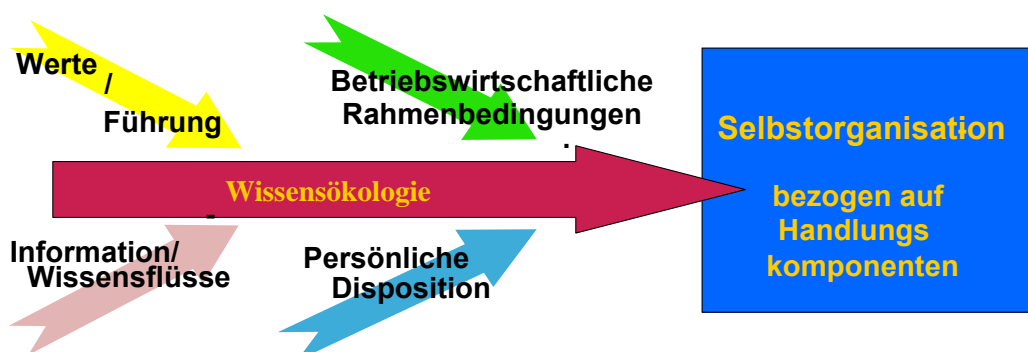 Werte
/
Führung
Betriebswirtschaftliche
Rahmenbedingungen
Wissensökologie
Information/
Wissensflüsse
Persönliche
Disposition
Selbstorganisation
bezogen auf
Handlungs
komponenten